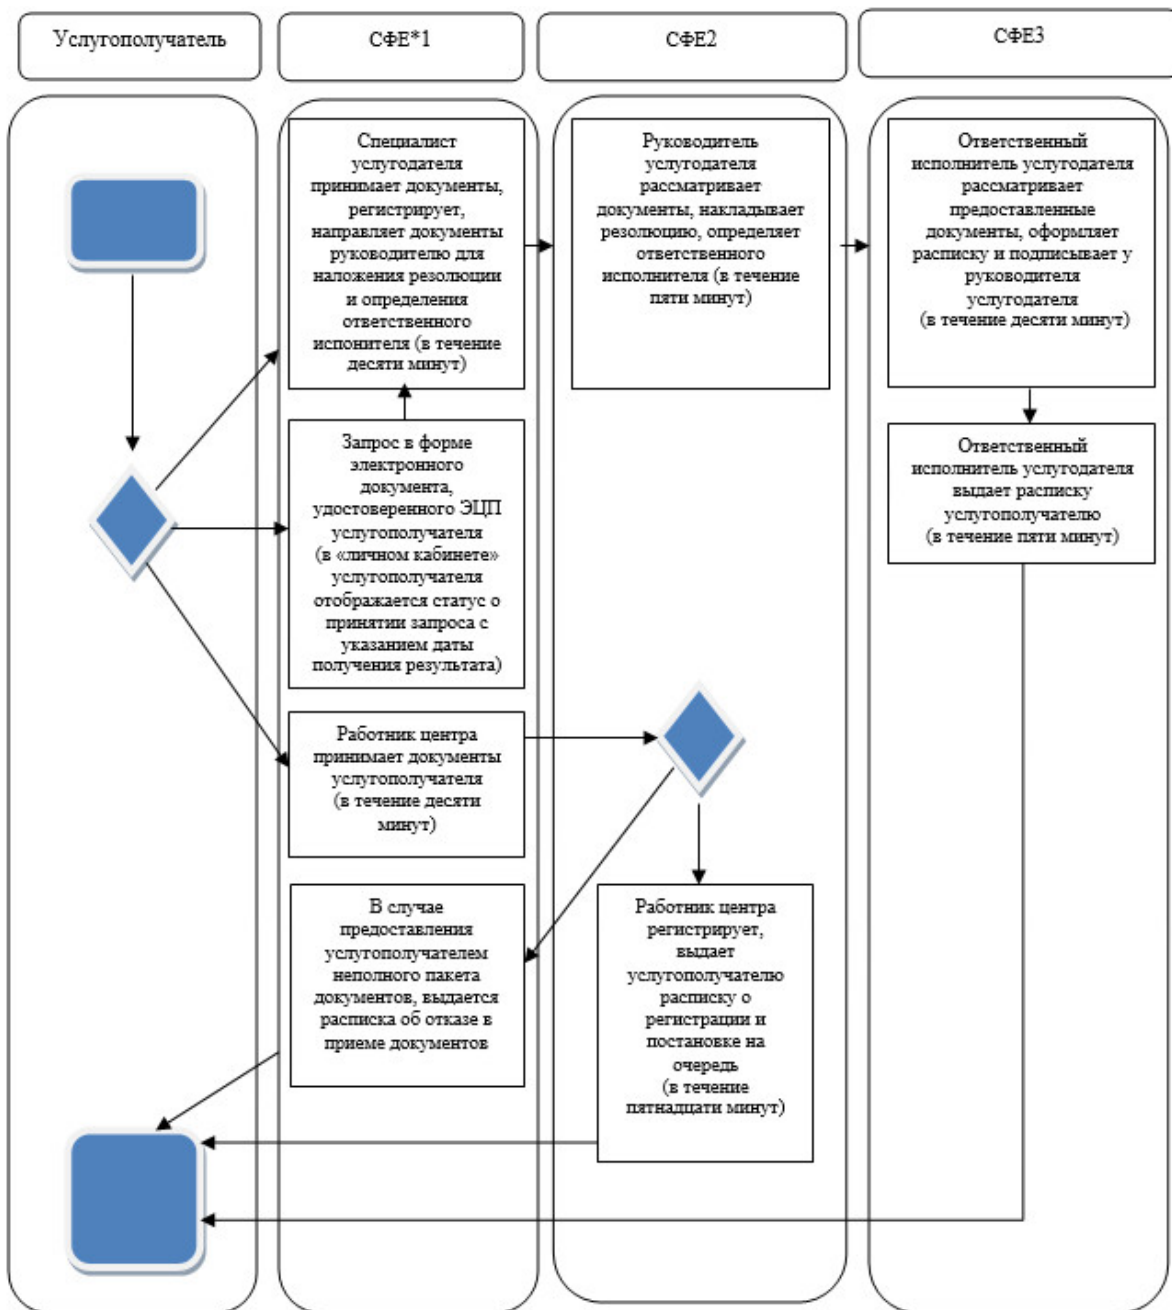 Услугополучатель
СФЕ*1
СФЕ2
СФЕ3
Специалист
услугодателя
принимает документы,
регистрирует,
направляет документы
руководителю для
наложения резолюции
и определения
ответственного
испонителя (в течение
десяти минут)
Руководитель
услугодателя
рассматривает
документы, накладывает
резолюцию, определяет
ответственного
исполнителя (в течение
пяти минут)
Ответственный
исполнитель услугодателя
рассматривает
предоставленные
документы, оформляет
расписку и подписывает у
руководителя
услугодателя
(в течение десяти минут)
Запрос в форме
электронного
документа,
удостоверенного ЭЦП
услугополучателя
(в «личном кабинете»
услугополучателя
отображается статус о
принятии запроса с
указанием даты
получения результата)
Ответственный
исполнитель услугодателя
выдает расписку
услугополучателю
(в течение пяти минут)
Работник центра
принимает документы
услугополучателя
(в течение десяти
минут)
В случае
предоставления
услугополучателем
неполного пакета
документов, выдается
расписка об отказе в
приеме документов
Работник центра
регистрирует,
выдает
услугополучателю
расписку о
регистрации и
постановке на
очередь
(в течение
пятнадцати минут)